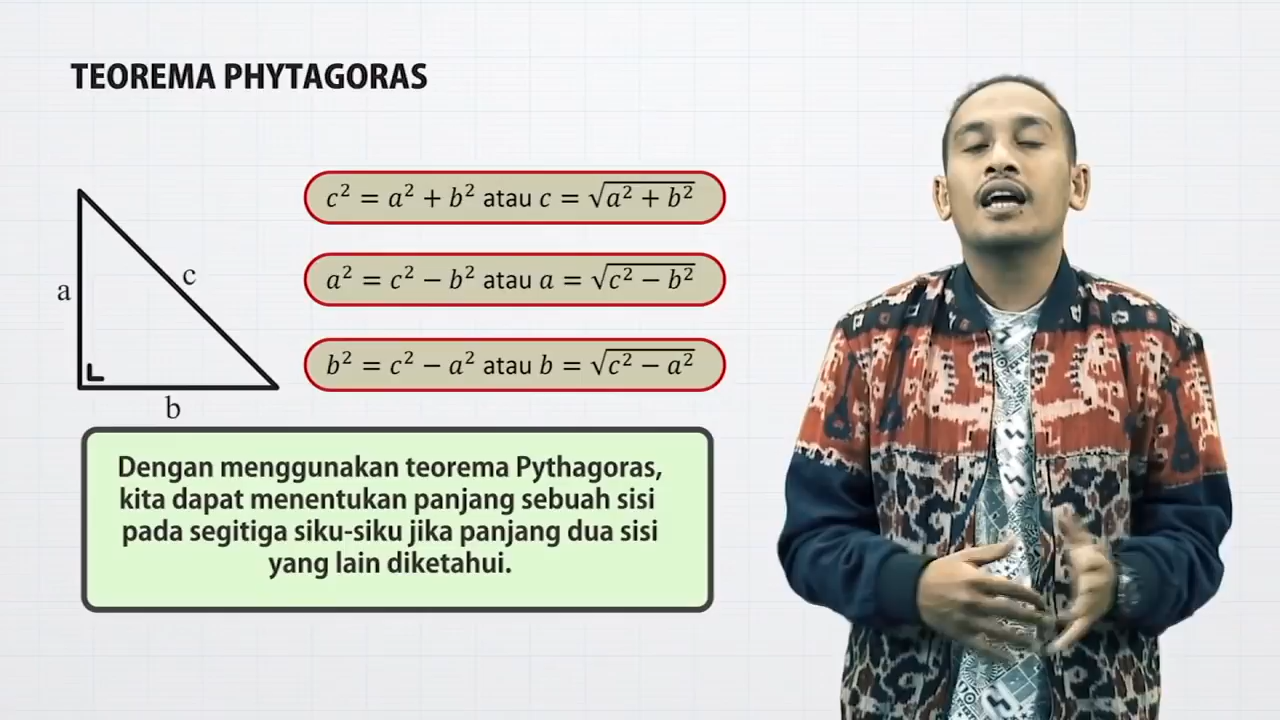 TEOREMA PHYTAGORAS
c² = a² + b² atau c = √(a² + b²)
a² = c² − b² atau a = √(c² − b²)
b² = c² − a² atau b = √(c² − a²)
a
c
b
Dengan menggunakan teorema Pythagoras,
kita dapat menentukan panjang sebuah sisi
pada segitiga siku-siku jika panjang dua sisi
yang lain diketahui.